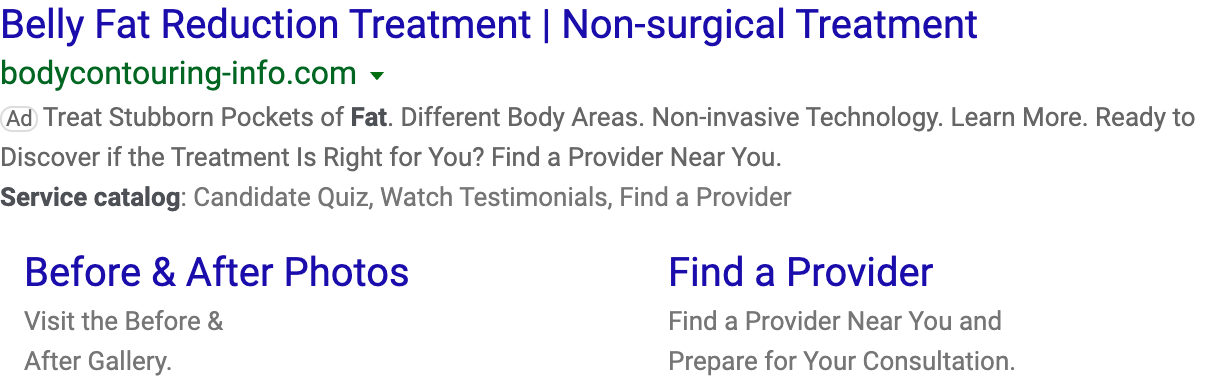 Belly Fat Reduction Treatment | Non-surgical Treatment
bodycontouring-info.com
Ad Treat Stubborn Pockets of Fat. Different Body Areas. Non-invasive Technology. Learn More. Ready to
Discover if the Treatment Is Right for You? Find a Provider Near You.
Service catalog: Candidate Quiz, Watch Testimonials, Find a Provider
Before & After Photos
Visit the Before &
After Gallery.
Find a Provider
Find a Provider Near You and
Prepare for Your Consultation.